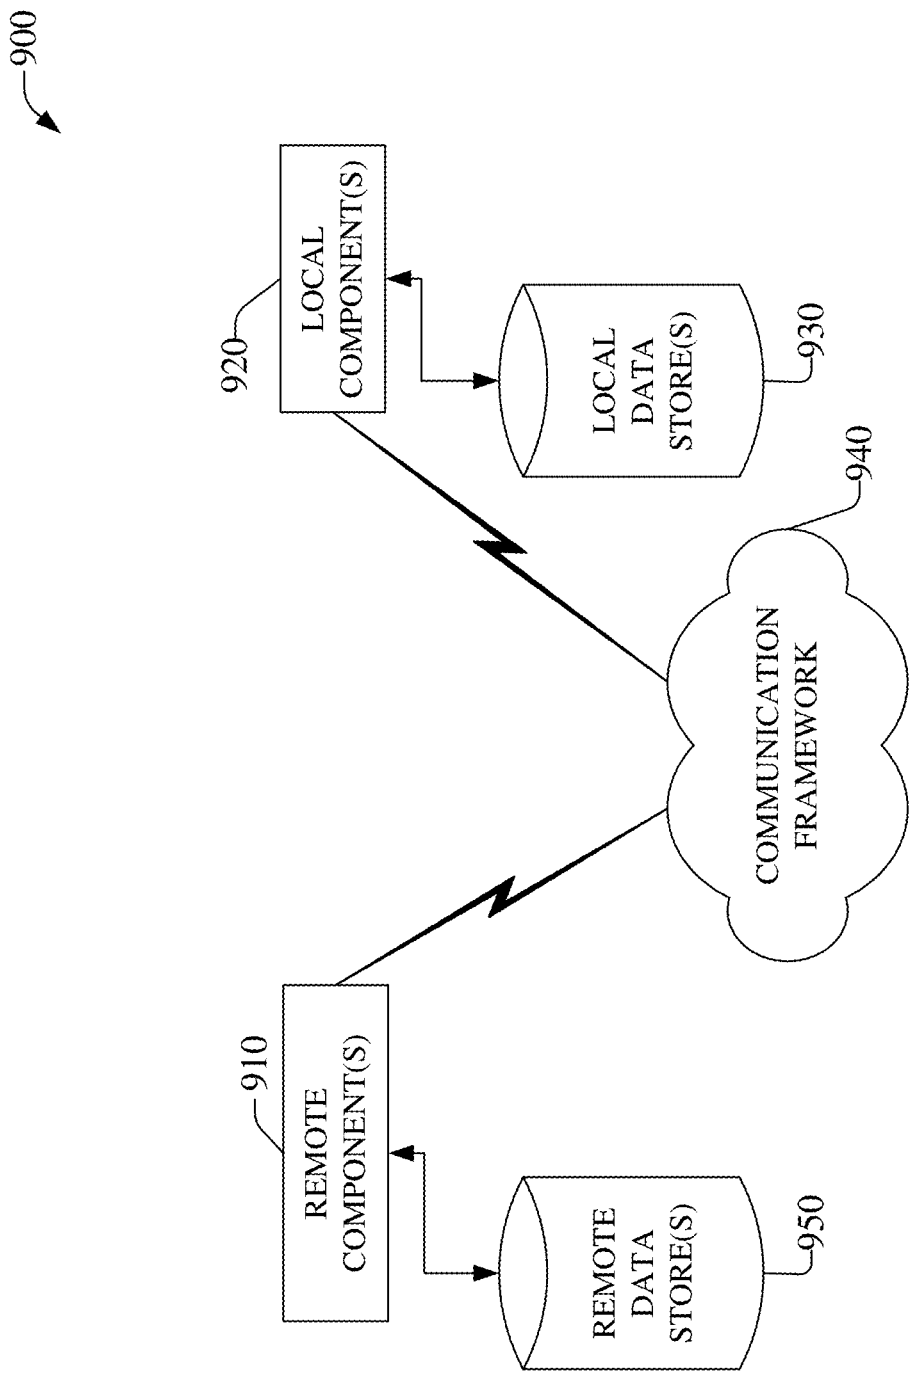 900
910
REMOTE
COMPONENT(S)
920
LOCAL
COMPONENT(S)
REMOTE
DATA
STORE(S)
950
COMMUNICATION
FRAMEWORK
940
LOCAL
DATA
STORE(S)
930